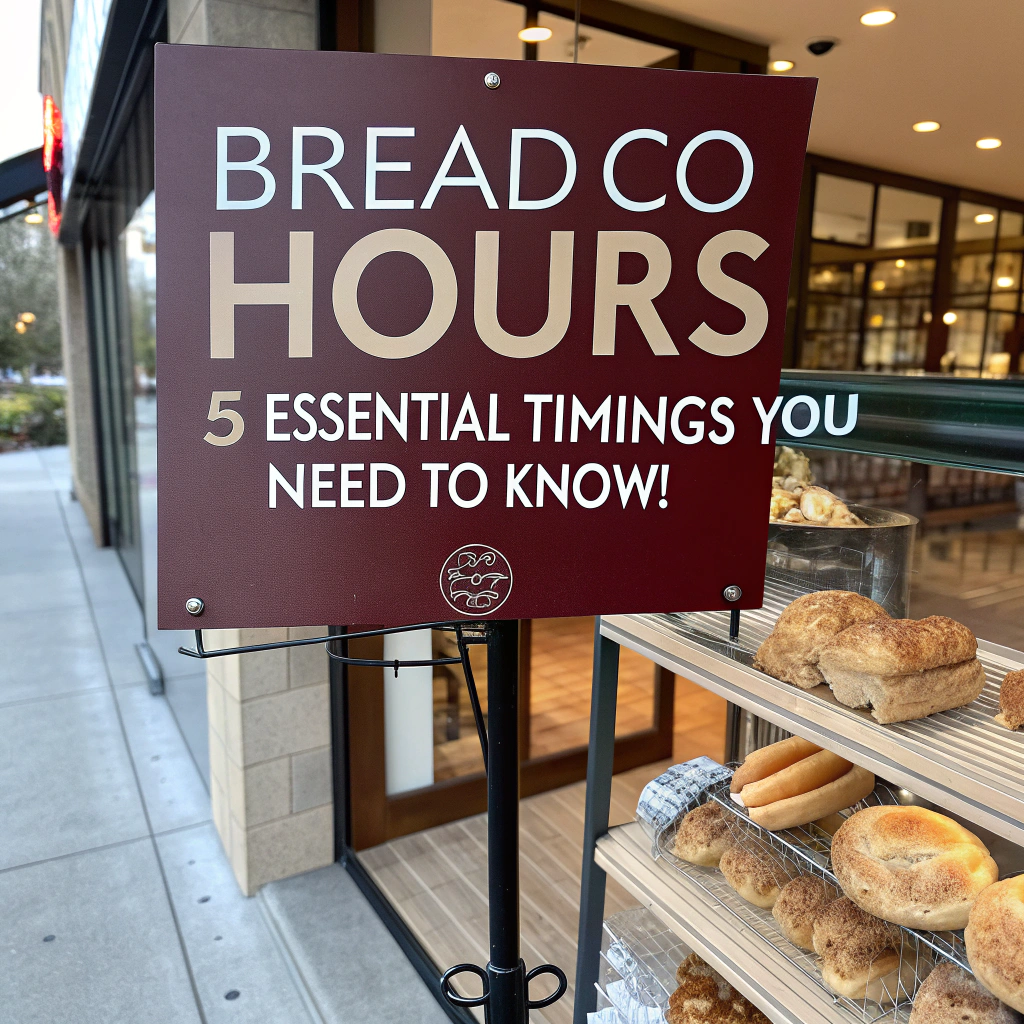 BREAD CO
HOURS
5 ESSENTIAL TIMINGS YOU
NEED TO KNOW!